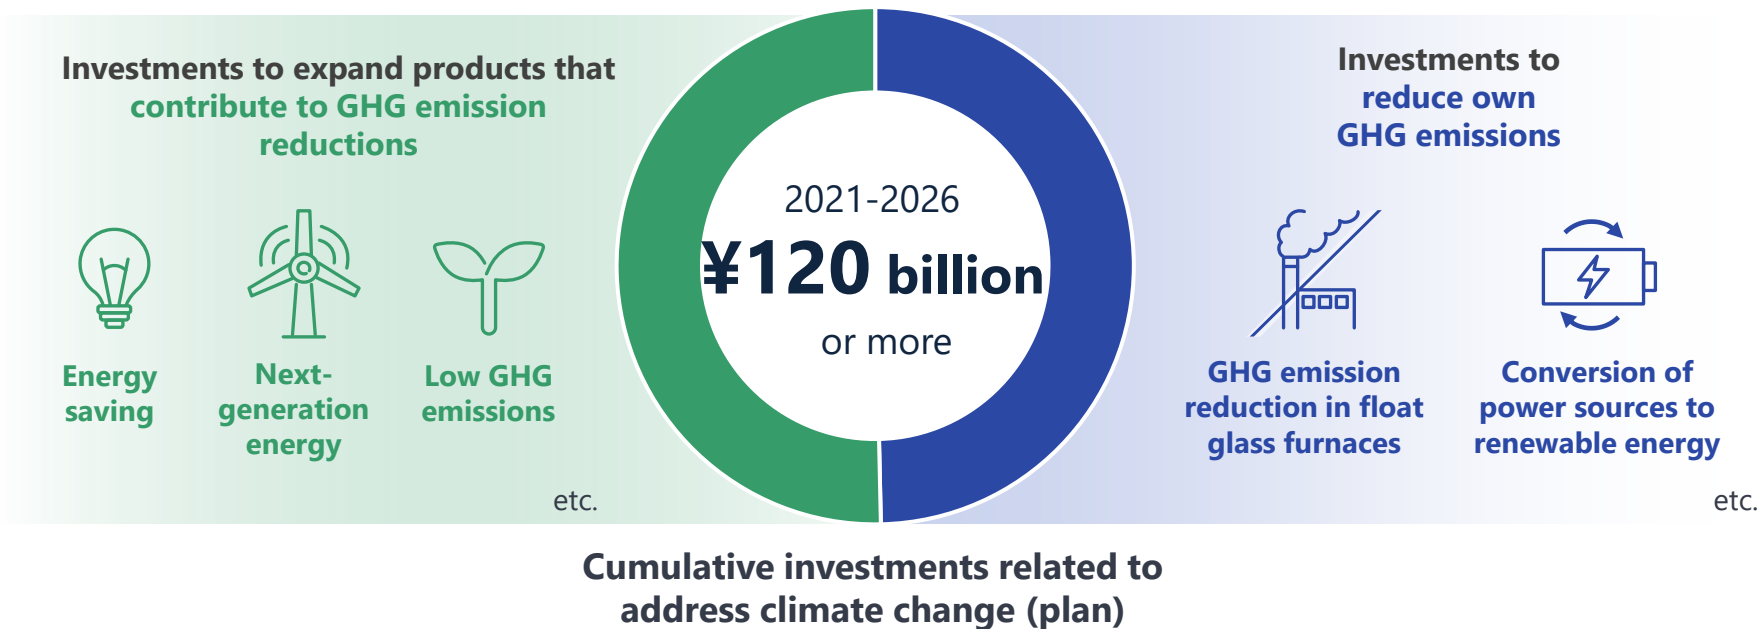 Investments to expand products that
contribute to GHG emission
reductions
Energy
saving
Next-
generation
energy
Low GHG
emissions
etc.
2021-2026
¥120 billion
or more
Investments to
reduce own
GHG emissions
GHG emission
reduction in float
glass furnaces
Conversion of
power sources to
renewable energy
etc.
Cumulative investments related to
address climate change (plan)